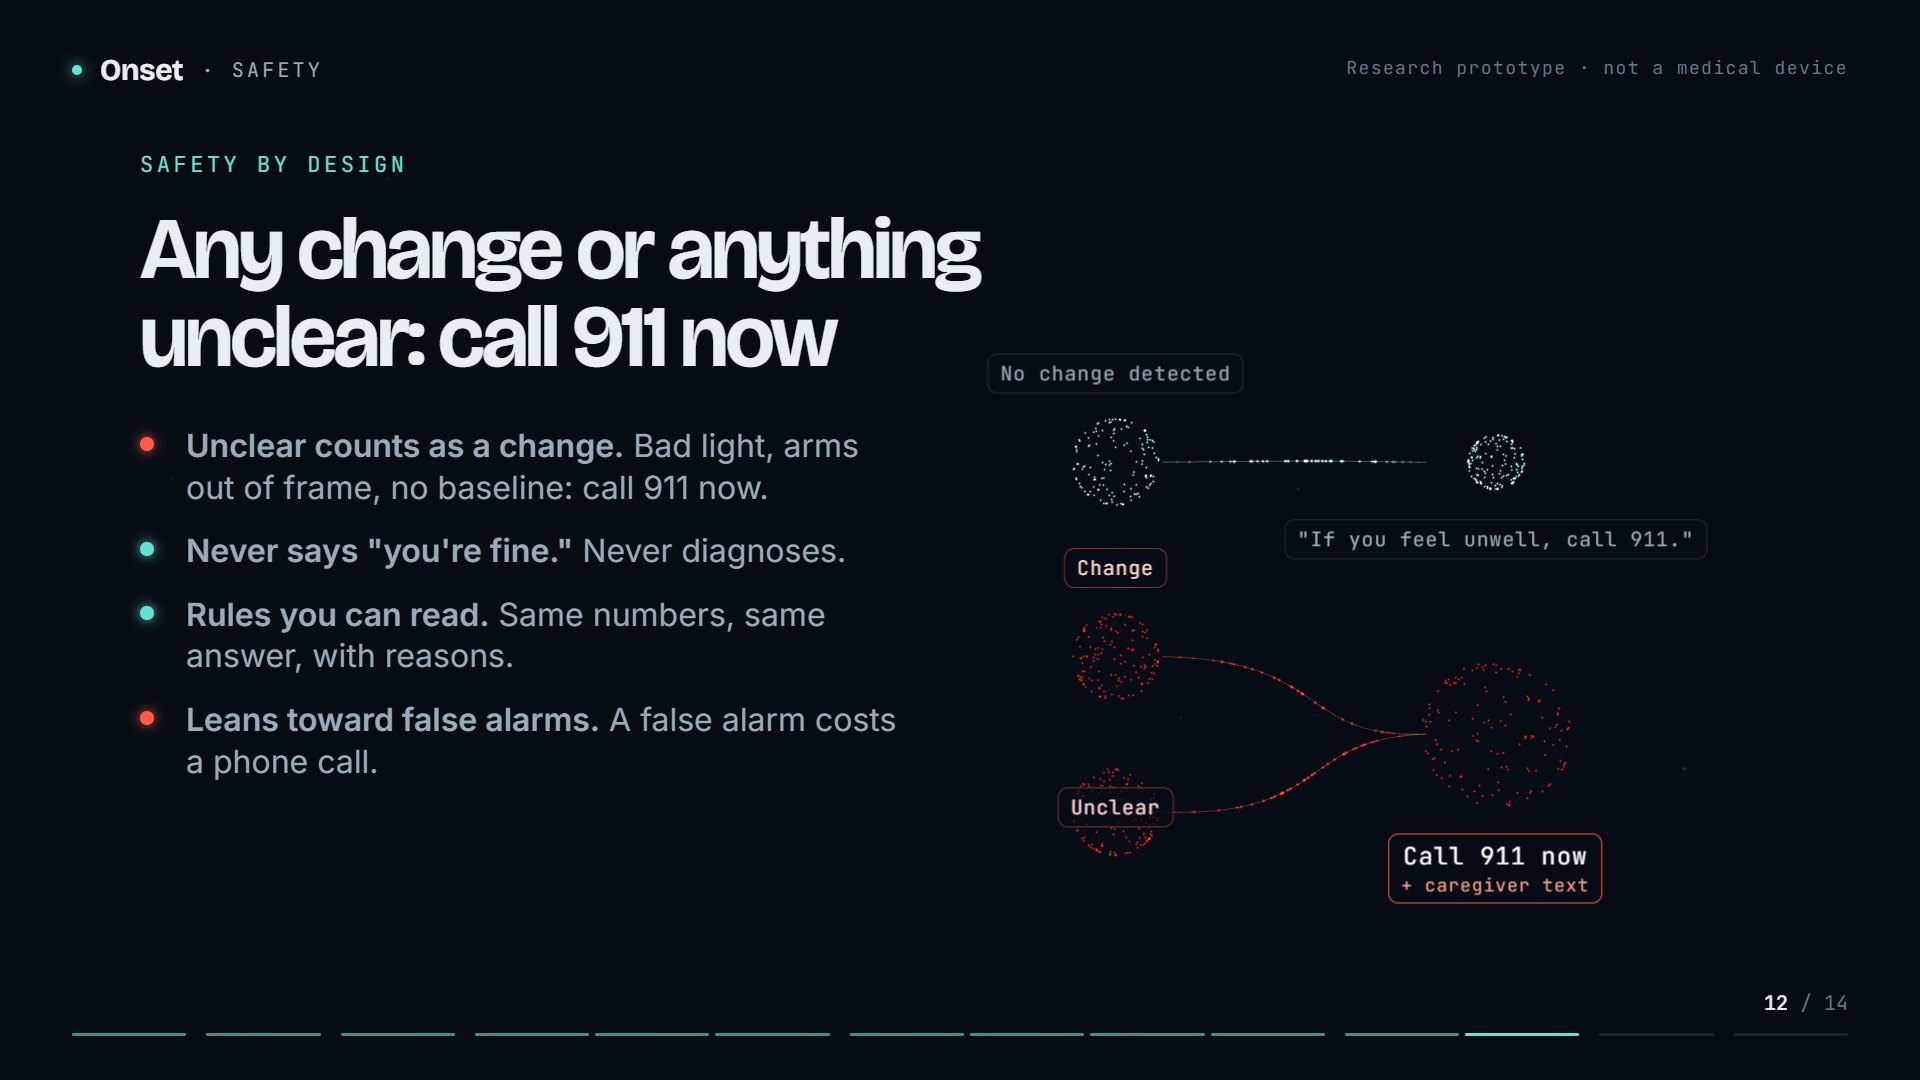 Onset · SAFETY
Research prototype · not a medical device
SAFETY BY DESIGN
Any change or anything
unclear: call 911 now
Unclear counts as a change. Bad light, arms
out of frame, no baseline: call 911 now.
Never says "you're fine." Never diagnoses.
Rules you can read. Same numbers, same
answer, with reasons.
Leans toward false alarms. A false alarm costs
a phone call.
No change detected
"If you feel unwell, call 911."
Change
Unclear
Call 911 now
+ caregiver text
12 / 14